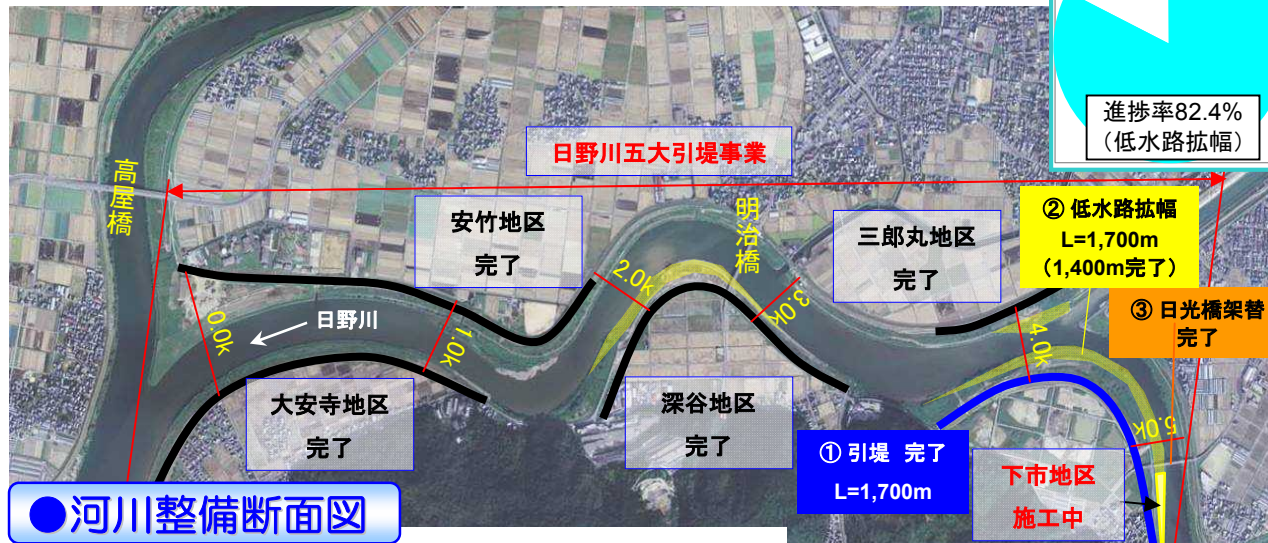 進捗率82.4%
（低水路拡幅）
日野川五大引堤事業
高屋橋
安竹地区
完了
明治橋
三郎丸地区
完了
② 低水路拡幅
L=1,700m
（1,400m完了）
③ 日光橋架替
完了
0.0k
日野川
1.0k
2.0k
3.0k
4.0k
5.0k
大安寺地区
完了
深谷地区
完了
① 引堤 完了
L=1,700m
下市地区
施工中
●河川整備断面図